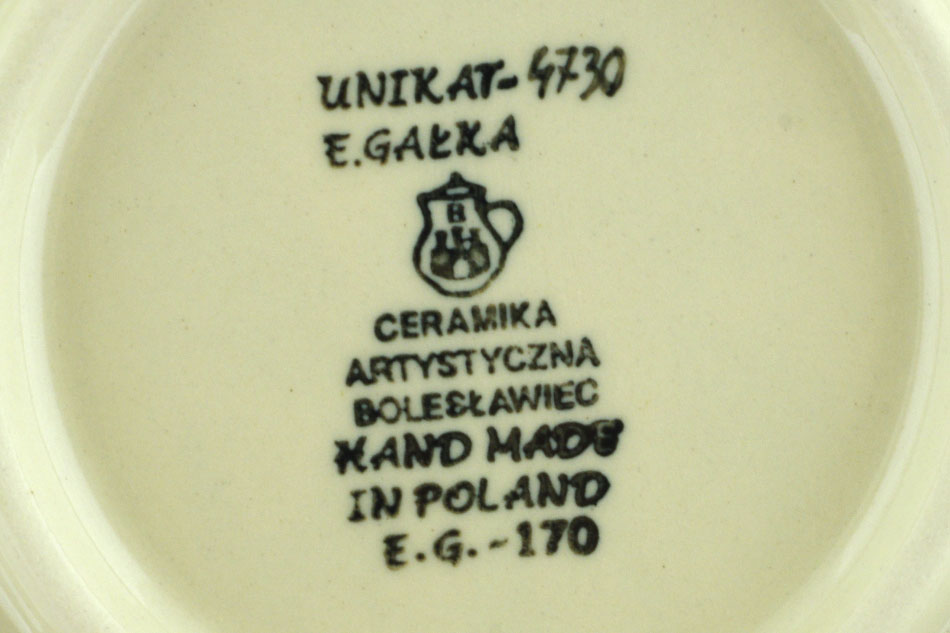 UNIKAT-4730
E.GAŁKA
B
CERAMIKA
ARTYSTYCZNA
BOLESŁAWIEC
HAND MADE
IN POLAND
E.G.-170